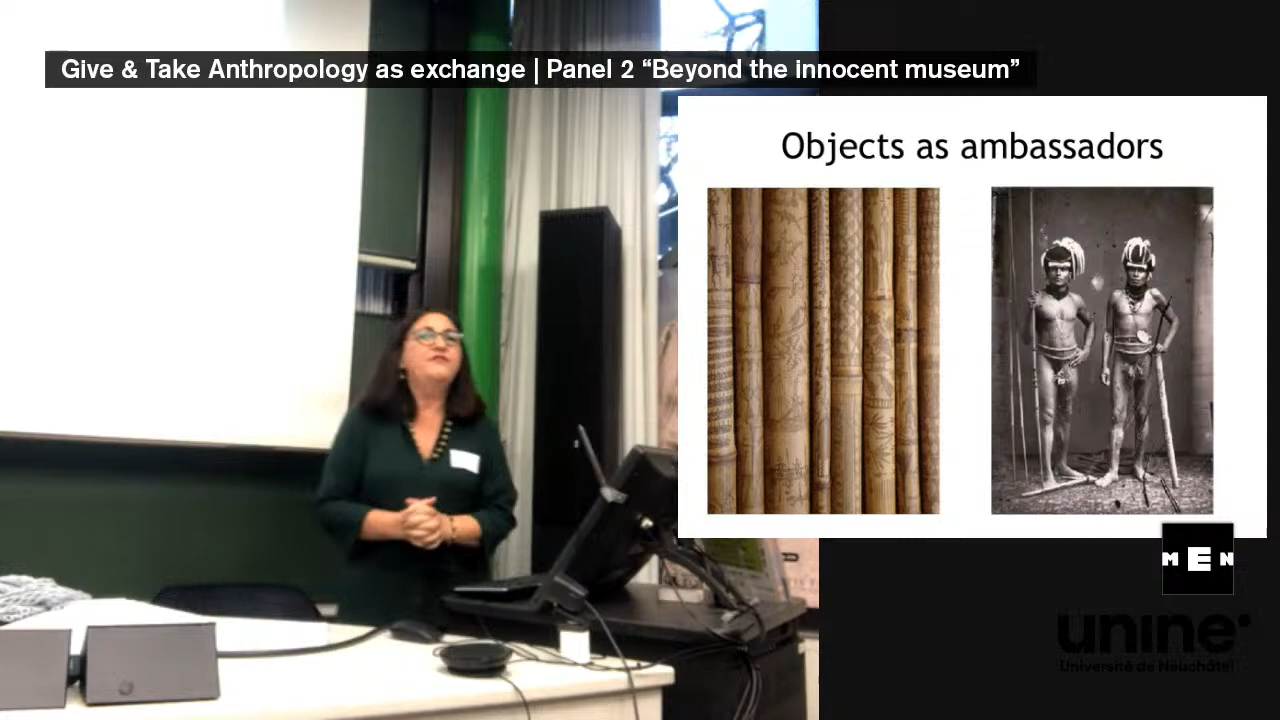 Give & Take Anthropology as exchange | Panel 2 “Beyond the innocent museum”
Objects as ambassadors
MEN
unine
Université de Neuchâtel